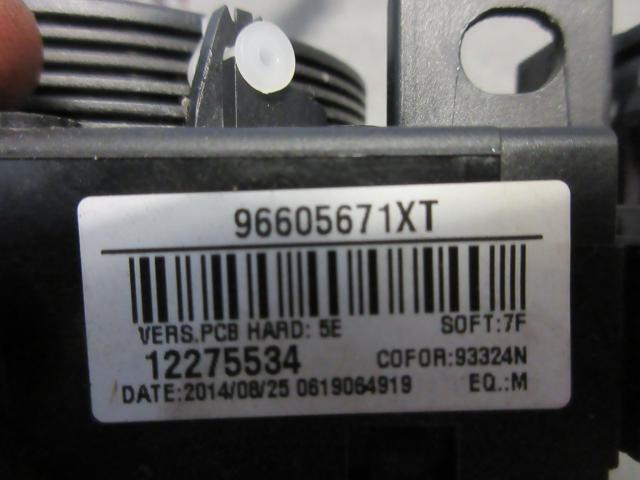 96605671XT
VERS.PCB HARD: 5E SOFT:7F
12275534 COFOR:93324N
DATE:2014/08/25 0619064919 EQ.:M